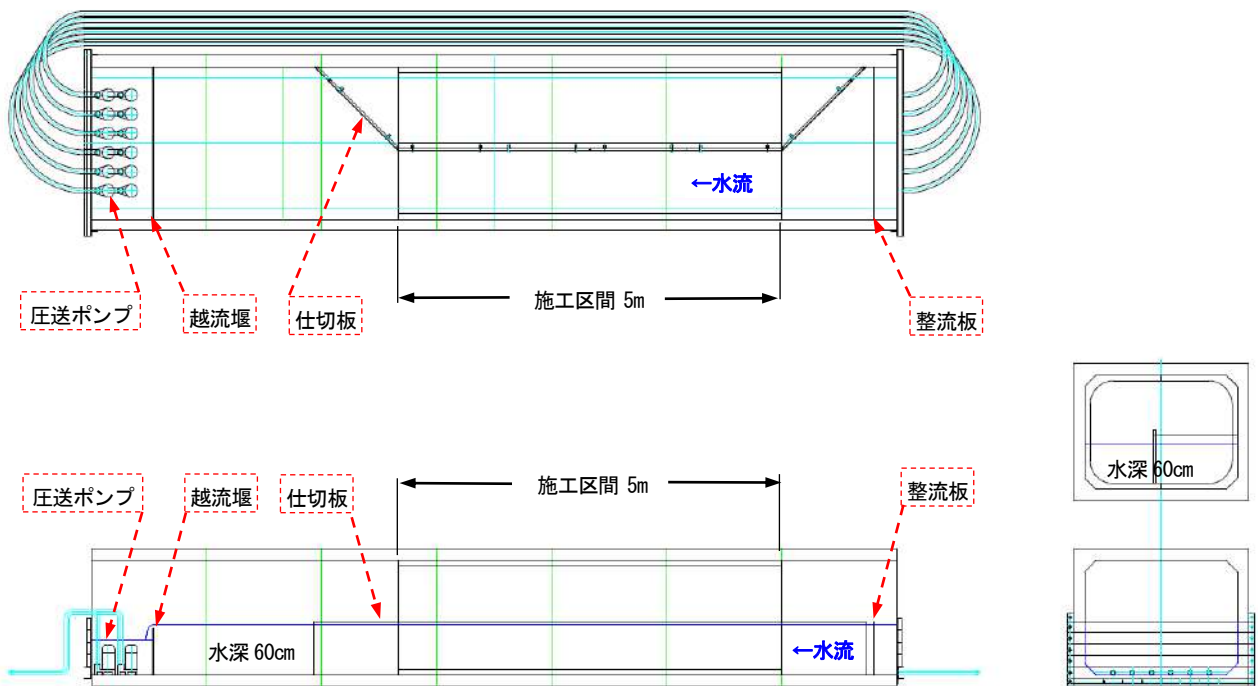 ←水流
圧送ポンプ
越流堰
仕切板
施工区間 5m
整流板
圧送ポンプ
越流堰
仕切板
施工区間 5m
整流板
水深 60cm
水深 60cm
←水流